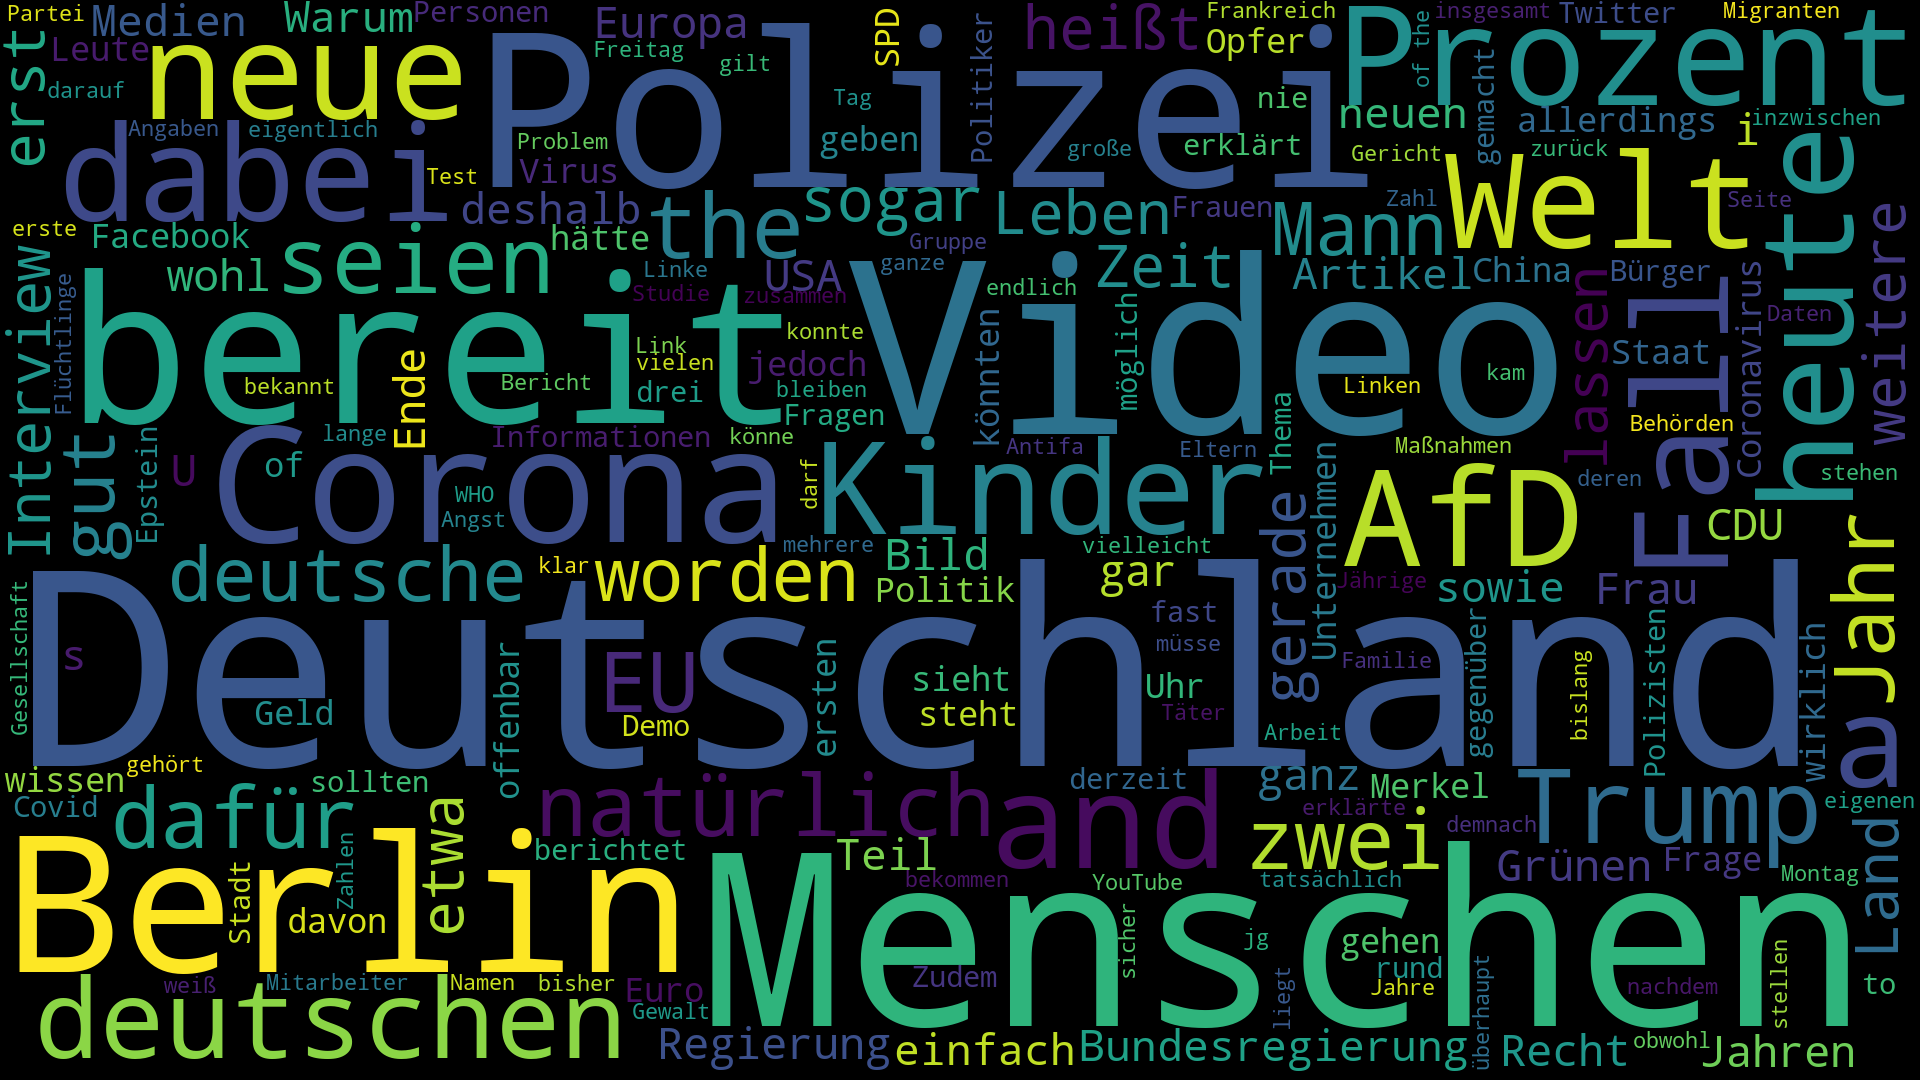 Partei
Medien
Warum
Personen
Europa
SPD
Politiker
heißt
Frankreich
Opfer
insgesamt
Twitter
Migranten
erst
Leute
neue
Polizei
Freitag
gilt
of the
Prozent
darauf
Tag
nie
neuen
gemacht
allerdings
i
inzwischen
Angaben
eigentlich
dabei
Problem
geben
große
erklärt
Gericht
zurück
heute
Test
Virus
Welt
deshalb
the
sogar
Leben
Frauen
Mann
Zahl
Seite
weitere
erste
Facebook
seien
hätte
Gruppe
Zeit
Interview
Flüchtlinge
wohl
Linke
USA
ganze
Artikel
China
lassen
Bürger
Fall
Coronavirus
bereit
Studie
zusammen
Video
endlich
Daten
Ende
Link
konnte
könnten
möglich
Staat
vielen
jedoch
bekannt
Bericht
drei
bleiben
Linken
kam
Fragen
Thema
Behörden
gut
lange
Informationen
könne
Antifa
Eltern
Maßnahmen
Epstein
U
of
Corona
WHO
Angst
darf
Kinder
Unternehmen
AfD
deren
stehen
gerade
CDU
Jahr
deutsche
klar
worden
mehrere
Bild
vielleicht
Politik
gar
Jährige
sowie
Frau
Gesellschaft
Deutschland
fast
s
EU
offenbar
ersten
müsse
Familie
gegenüber
bislang
Polizisten
wirklich
a
sieht
Uhr
Geld
Demo
steht
Täter
Arbeit
wissen
gehört
sollten
natürlich
and
derzeit
ganz
Merkel
Trump
Covid
dafür
etwa
erklärte
eigenen
zwei
demnach
Land
Berlin
Stadt
zahlen
berichtet
Teil
Grünen
Frage
bekommen
YouTube
tatsächlich
Montag
davon
Menschen
sicher
jg
gehen
stellen
deutschen
weiß
Mitarbeiter
Namen
bisher
Euro
Zudem
liegt
rund
Jahre
überhaupt
nachdem
to
Gewalt
Regierung
einfach
Bundesregierung
Recht
obwohl
Jahren